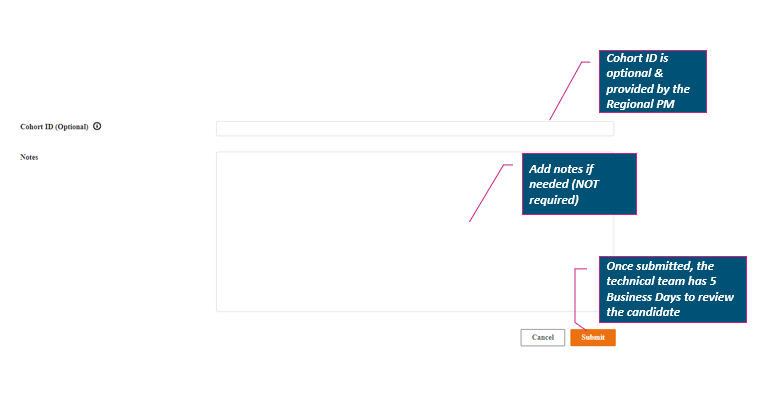 Cohort ID is
optional &
provided by the
Regional PM
Cohort ID (Optional)
Notes
Add notes if
needed (NOT
required)
Once submitted, the
technical team has 5
Business Days to review
the candidate
Cancel
Submit